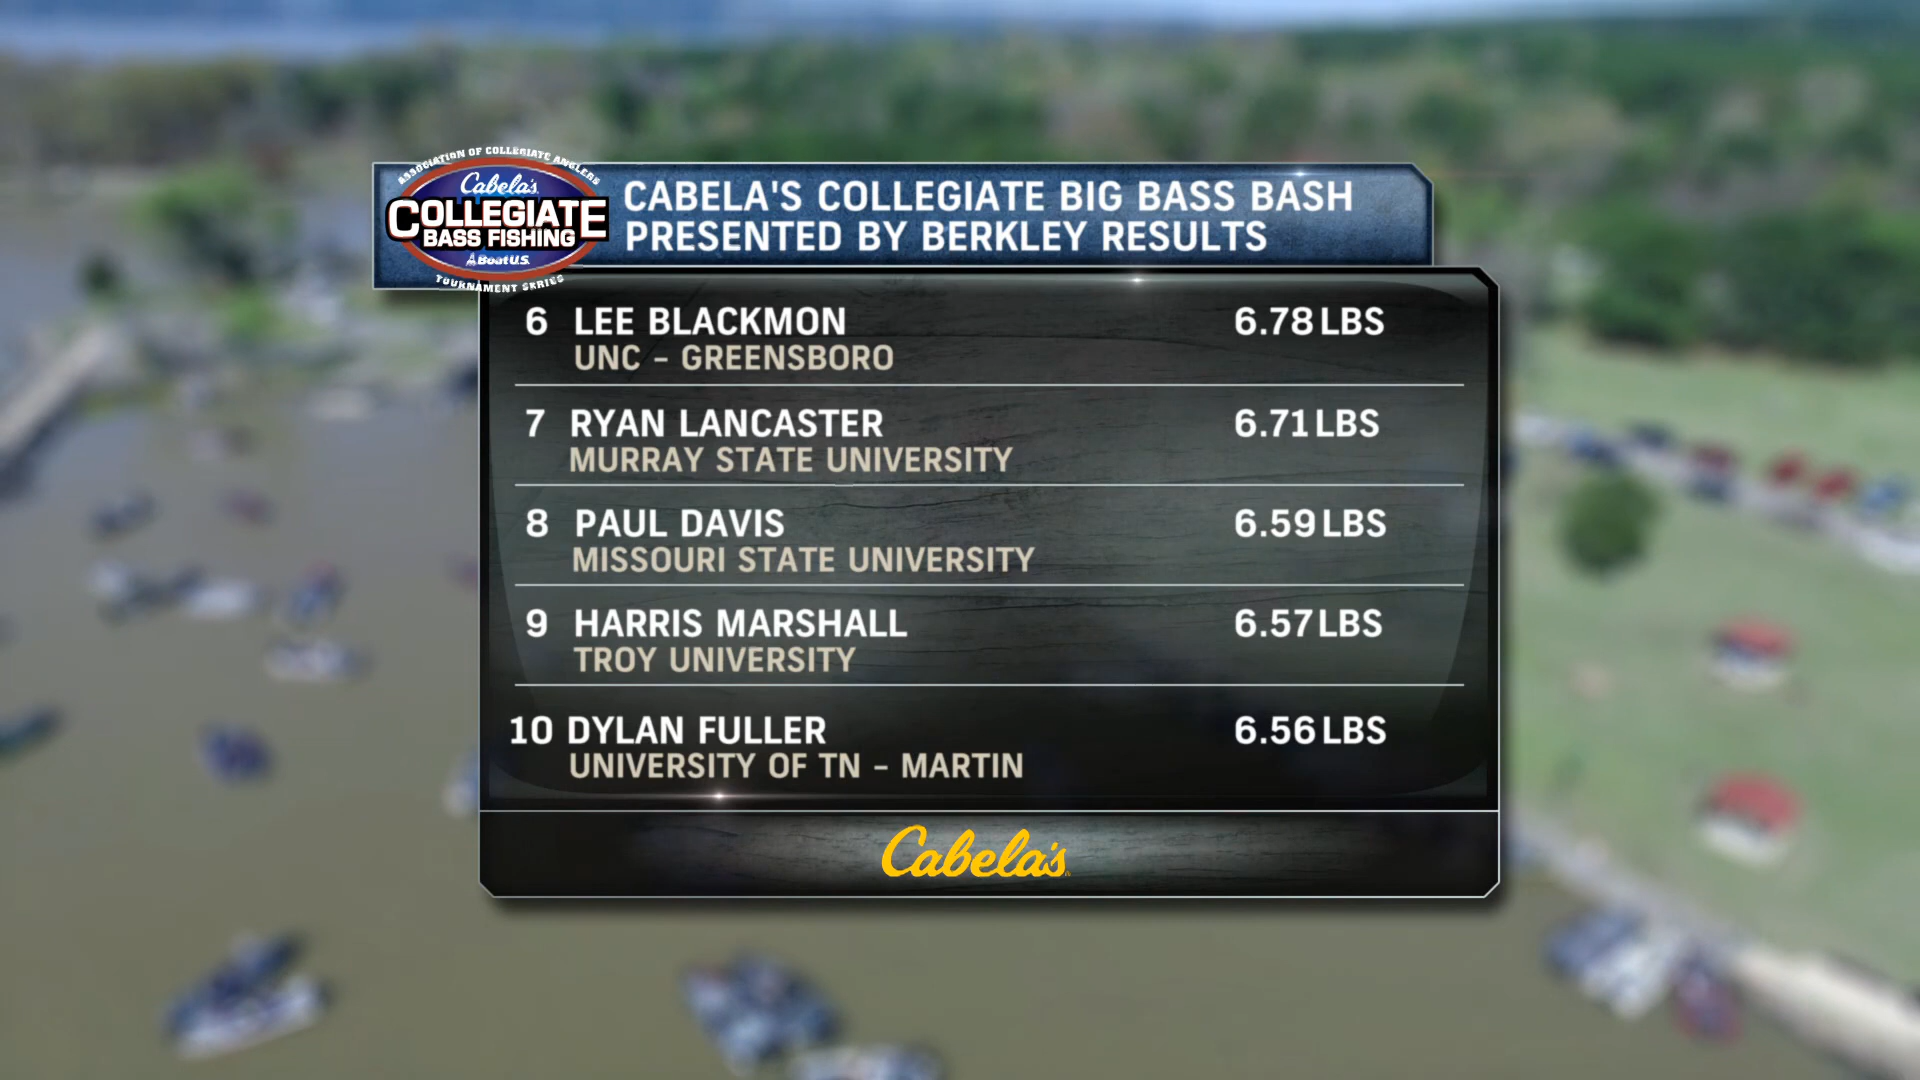 ASSOCIATION OF COLLEGIATE ANGLERS
Cabela's
COLLEGIATE
BASS FISHING
BoatU.S.
TOURNAMENT SERIES
CABELA'S COLLEGIATE BIG BASS BASH
PRESENTED BY BERKLEY RESULTS
6 LEE BLACKMON 6.78 LBS
UNC – GREENSBORO
7 RYAN LANCASTER 6.71 LBS
MURRAY STATE UNIVERSITY
8 PAUL DAVIS 6.59 LBS
MISSOURI STATE UNIVERSITY
9 HARRIS MARSHALL 6.57 LBS
TROY UNIVERSITY
10 DYLAN FULLER 6.56 LBS
UNIVERSITY OF TN – MARTIN
Cabela's